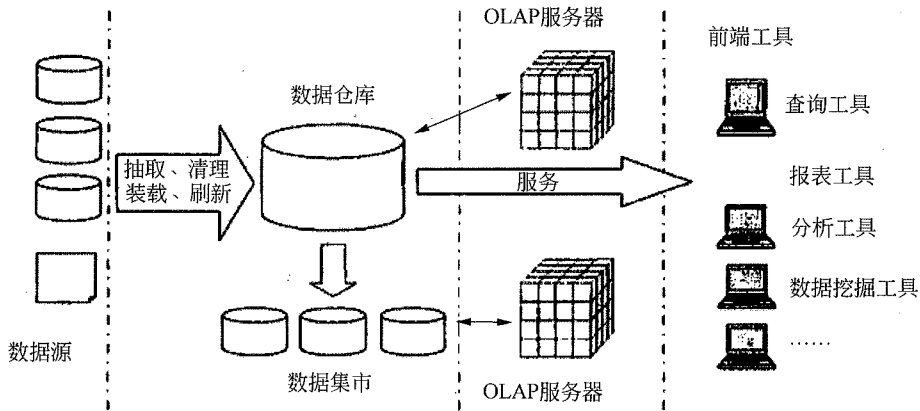 OLAP服务器
前端工具
数据仓库
查询工具
抽取、清理
装载、刷新
服务
报表工具
分析工具
数据挖掘工具
……
数据源
数据集市
OLAP服务器